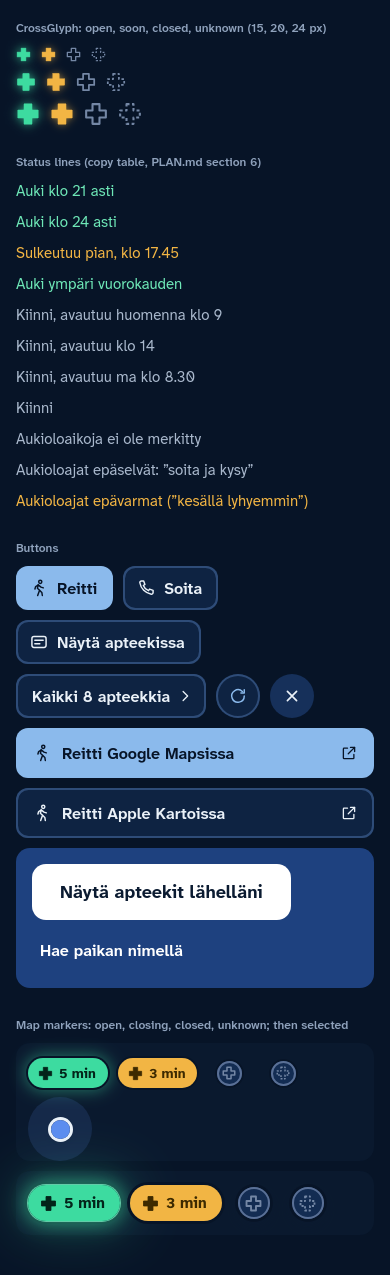 CrossGlyph: open, soon, closed, unknown (15, 20, 24 px)
Status lines (copy table, PLAN.md section 6)
Auki klo 21 asti
Auki klo 24 asti
Sulkeutuu pian, klo 17.45
Auki ympäri vuorokauden
Kiinni, avautuu huomenna klo 9
Kiinni, avautuu klo 14
Kiinni, avautuu ma klo 8.30
Kiinni
Aukioloaikoja ei ole merkitty
Aukioloajat epäselvät: ”soita ja kysy”
Aukioloajat epävarmat (”kesällä lyhyemmin”)
Buttons
Reitti Soita
Näytä apteekissa
Kaikki 8 apteekkia
Reitti Google Mapsissa
Reitti Apple Kartoissa
Näytä apteekit lähelläni
Hae paikan nimellä
Map markers: open, closing, closed, unknown; then selected
5 min 3 min
5 min 3 min